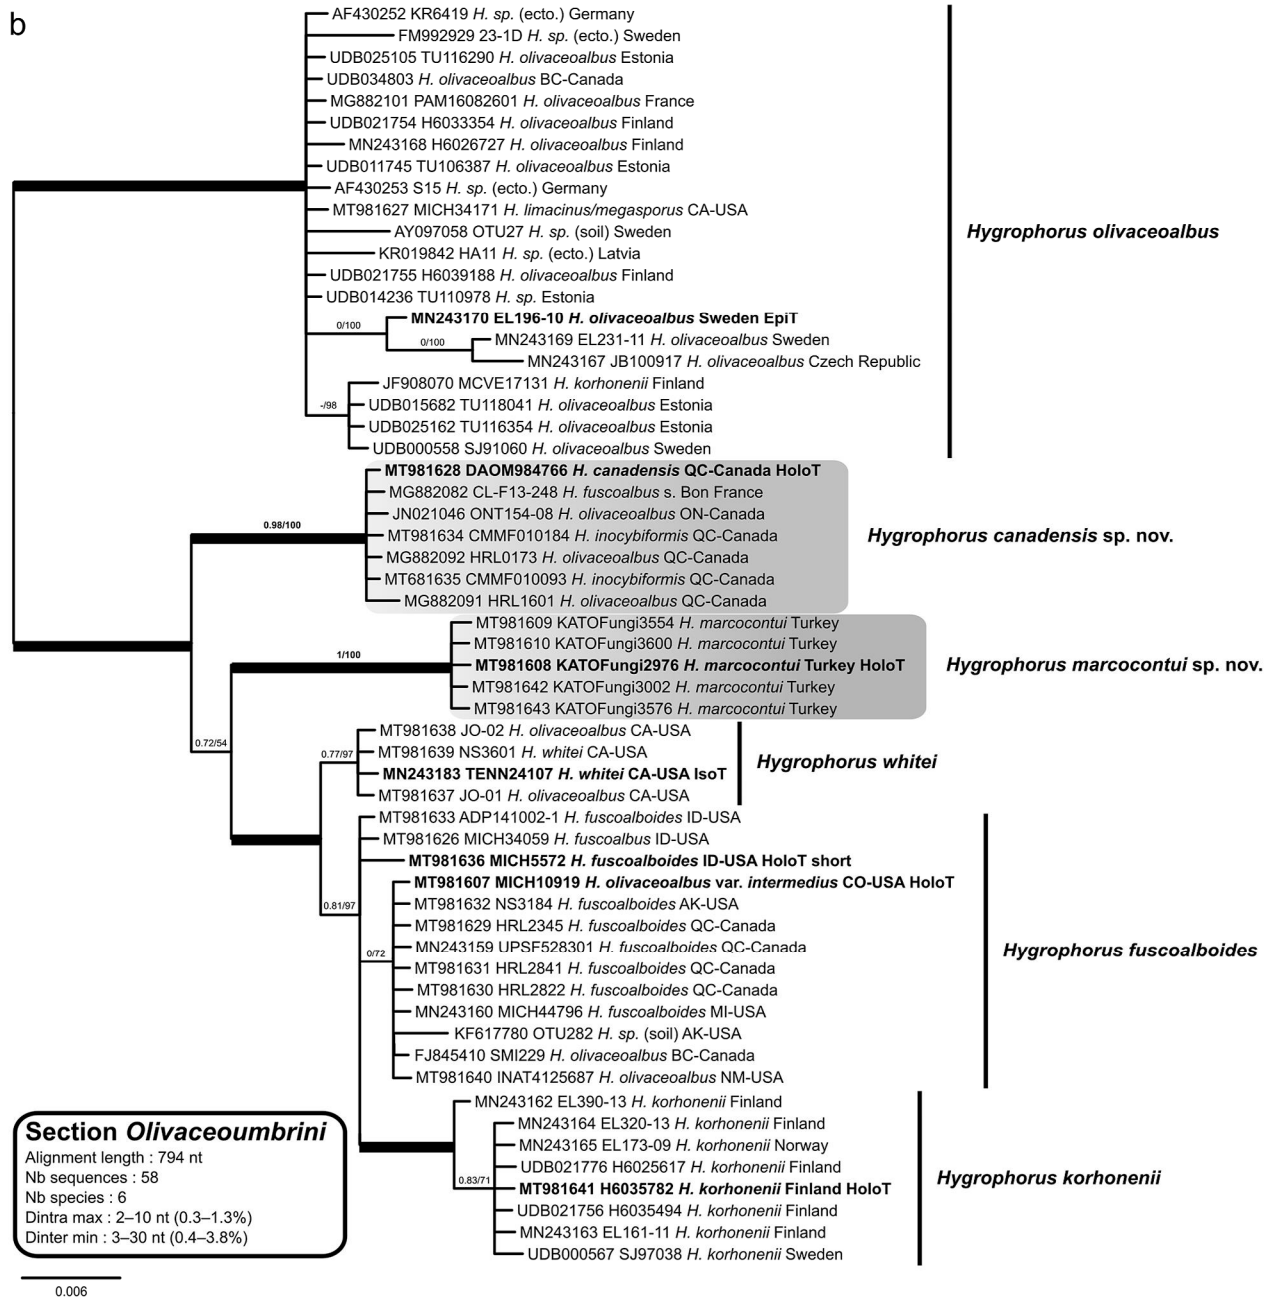 b
AF430252 KR6419 H. sp. (ecto.) Germany
FM992929 23-1D H. sp. (ecto.) Sweden
UDB025105 TU116290 H. olivaceoalbus Estonia
UDB034803 H. olivaceoalbus BC-Canada
MG882101 PAM16082601 H. olivaceoalbus France
UDB021754 H6033354 H. olivaceoalbus Finland
MN243168 H6026727 H. olivaceoalbus Finland
UDB011745 TU106387 H. olivaceoalbus Estonia
AF430253 S15 H. sp. (ecto.) Germany
MT981627 MICH34171 H. limacinus/megasporus CA-USA
AY097058 OTU27 H. sp. (soil) Sweden
Hygrophorus olivaceoalbus
KR019842 HA11 H. sp. (ecto.) Latvia
UDB021755 H6039188 H. olivaceoalbus Finland
UDB014236 TU110978 H. sp. Estonia
MN243170 EL196-10 H. olivaceoalbus Sweden EpiT
0/100
MN243169 EL231-11 H. olivaceoalbus Sweden
0/100
MN243167 JB100917 H. olivaceoalbus Czech Republic
JF908070 MCVE17131 H. korhonenii Finland
UDB015682 TU118041 H. olivaceoalbus Estonia
-/98
UDB025162 TU116354 H. olivaceoalbus Estonia
UDB000558 SJ91060 H. olivaceoalbus Sweden
MT981628 DAOM984766 H. canadensis QC-Canada HoloT
MG882082 CL-F13-248 H. fuscoalbus s. Bon France
JN021046 ONT154-08 H. olivaceoalbus ON-Canada
0.98/100
MT981634 CMMF010184 H. inocybiformis QC-Canada
Hygrophorus canadensis sp. nov.
MG882092 HRL0173 H. olivaceoalbus QC-Canada
MT681635 CMMF010093 H. inocybiformis QC-Canada
MG882091 HRL1601 H. olivaceoalbus QC-Canada
MT981609 KATOFungi3554 H. marcocontui Turkey
MT981610 KATOFungi3600 H. marcocontui Turkey
1/100
MT981608 KATOFungi2976 H. marcocontui Turkey HoloT
Hygrophorus marcocontui sp. nov.
MT981642 KATOFungi3002 H. marcocontui Turkey
MT981643 KATOFungi3576 H. marcocontui Turkey
MT981638 JO-02 H. olivaceoalbus CA-USA
0.72/54
0.77/97
MT981639 NS3601 H. whitei CA-USA
Hygrophorus whitei
MN243183 TENN24107 H. whitei CA-USA IsoT
MT981637 JO-01 H. olivaceoalbus CA-USA
MT981633 ADP141002-1 H. fuscoalboides ID-USA
MT981626 MICH34059 H. fuscoalbus ID-USA
MT981636 MICH5572 H. fuscoalboides ID-USA HoloT short
MT981607 MICH10919 H. olivaceoalbus var. intermedius CO-USA HoloT
MT981632 NS3184 H. fuscoalboides AK-USA
0.81/97
MT981629 HRL2345 H. fuscoalboides QC-Canada
MN243159 UPSF528301 H. fuscoalboides QC-Canada
Hygrophorus fuscoalboides
0/72
MT981631 HRL2841 H. fuscoalboides QC-Canada
MT981630 HRL2822 H. fuscoalboides QC-Canada
MN243160 MICH44796 H. fuscoalboides MI-USA
KF617780 OTU282 H. sp. (soil) AK-USA
FJ845410 SMI229 H. olivaceoalbus BC-Canada
MT981640 INAT4125687 H. olivaceoalbus NM-USA
MN243162 EL390-13 H. korhonenii Finland
MN243164 EL320-13 H. korhonenii Finland
MN243165 EL173-09 H. korhonenii Norway
UDB021776 H6025617 H. korhonenii Finland
0.83/71
Hygrophorus korhonenii
MT981641 H6035782 H. korhonenii Finland HoloT
UDB021756 H6035494 H. korhonenii Finland
MN243163 EL161-11 H. korhonenii Finland
UDB000567 SJ97038 H. korhonenii Sweden
Section Olivaceoumbrini
Alignment length : 794 nt
Nb sequences : 58
Nb species : 6
Dintra max : 2–10 nt (0.3–1.3%)
Dinter min : 3–30 nt (0.4–3.8%)
0.006